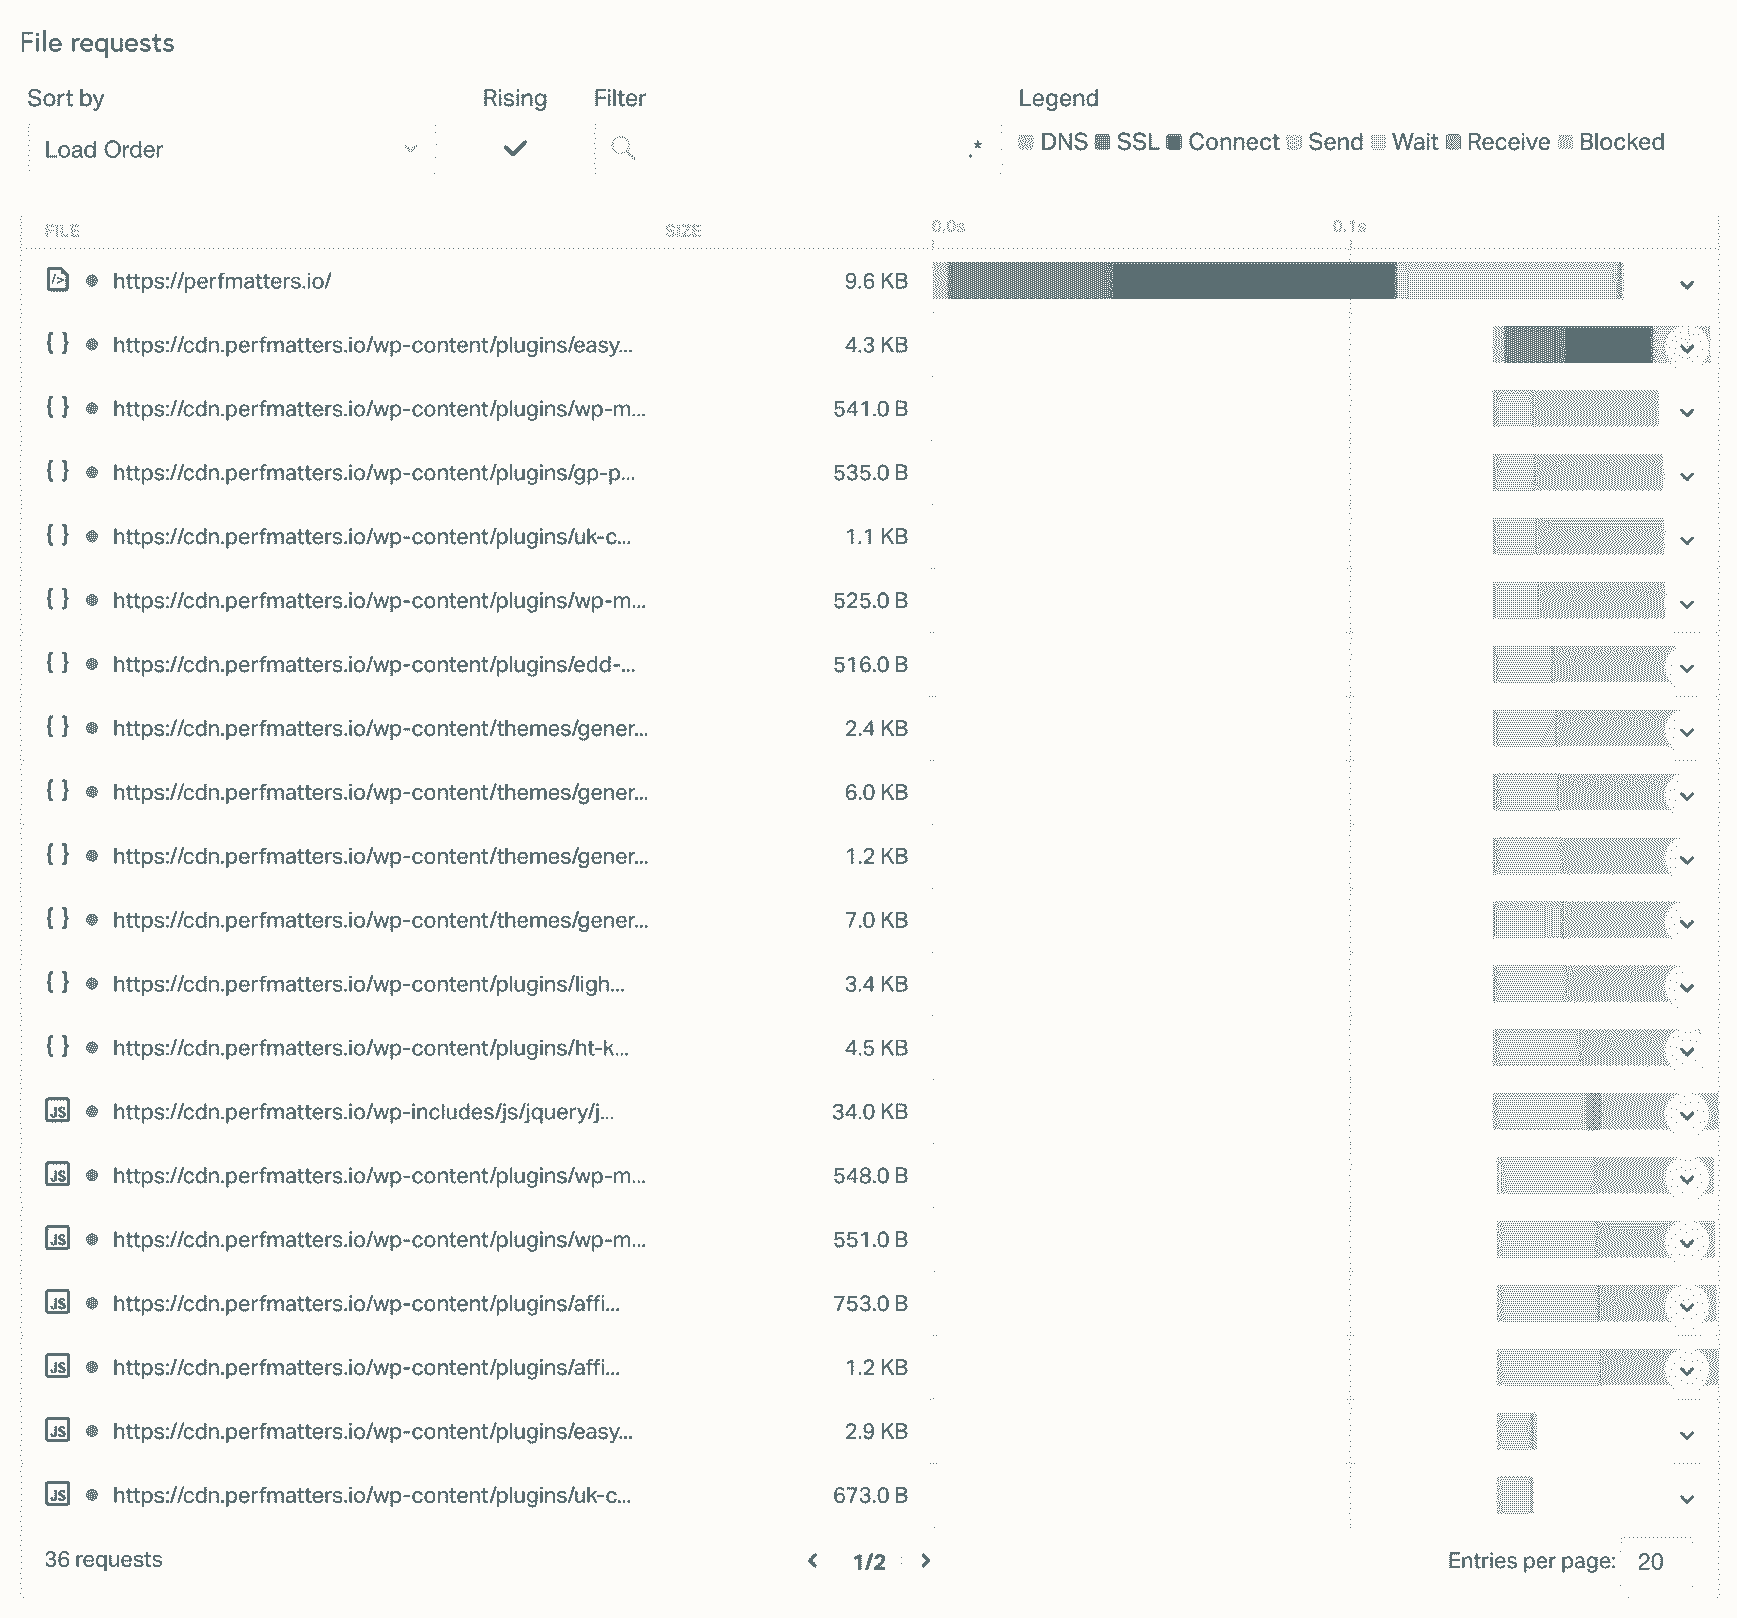 File requests
Sort by Rising Filter Legend
Load Order .* DNS SSL Connect Send Wait Receive Blocked
FILE SIZE 0.0s 0.1s
https://perfmatters.io/ 9.6 KB
{ } https://cdn.perfmatters.io/wp-content/plugins/easy... 4.3 KB
{ } https://cdn.perfmatters.io/wp-content/plugins/wp-m... 541.0 B
{ } https://cdn.perfmatters.io/wp-content/plugins/gp-p... 535.0 B
{ } https://cdn.perfmatters.io/wp-content/plugins/uk-c... 1.1 KB
{ } https://cdn.perfmatters.io/wp-content/plugins/wp-m... 525.0 B
{ } https://cdn.perfmatters.io/wp-content/plugins/edd-... 516.0 B
{ } https://cdn.perfmatters.io/wp-content/themes/gener... 2.4 KB
{ } https://cdn.perfmatters.io/wp-content/themes/gener... 6.0 KB
{ } https://cdn.perfmatters.io/wp-content/themes/gener... 1.2 KB
{ } https://cdn.perfmatters.io/wp-content/themes/gener... 7.0 KB
{ } https://cdn.perfmatters.io/wp-content/plugins/ligh... 3.4 KB
{ } https://cdn.perfmatters.io/wp-content/plugins/ht-k... 4.5 KB
JS https://cdn.perfmatters.io/wp-includes/js/jquery/j... 34.0 KB
JS https://cdn.perfmatters.io/wp-content/plugins/wp-m... 548.0 B
JS https://cdn.perfmatters.io/wp-content/plugins/wp-m... 551.0 B
JS https://cdn.perfmatters.io/wp-content/plugins/affi... 753.0 B
JS https://cdn.perfmatters.io/wp-content/plugins/affi... 1.2 KB
JS https://cdn.perfmatters.io/wp-content/plugins/easy... 2.9 KB
JS https://cdn.perfmatters.io/wp-content/plugins/uk-c... 673.0 B
36 requests 1/2 Entries per page: 20